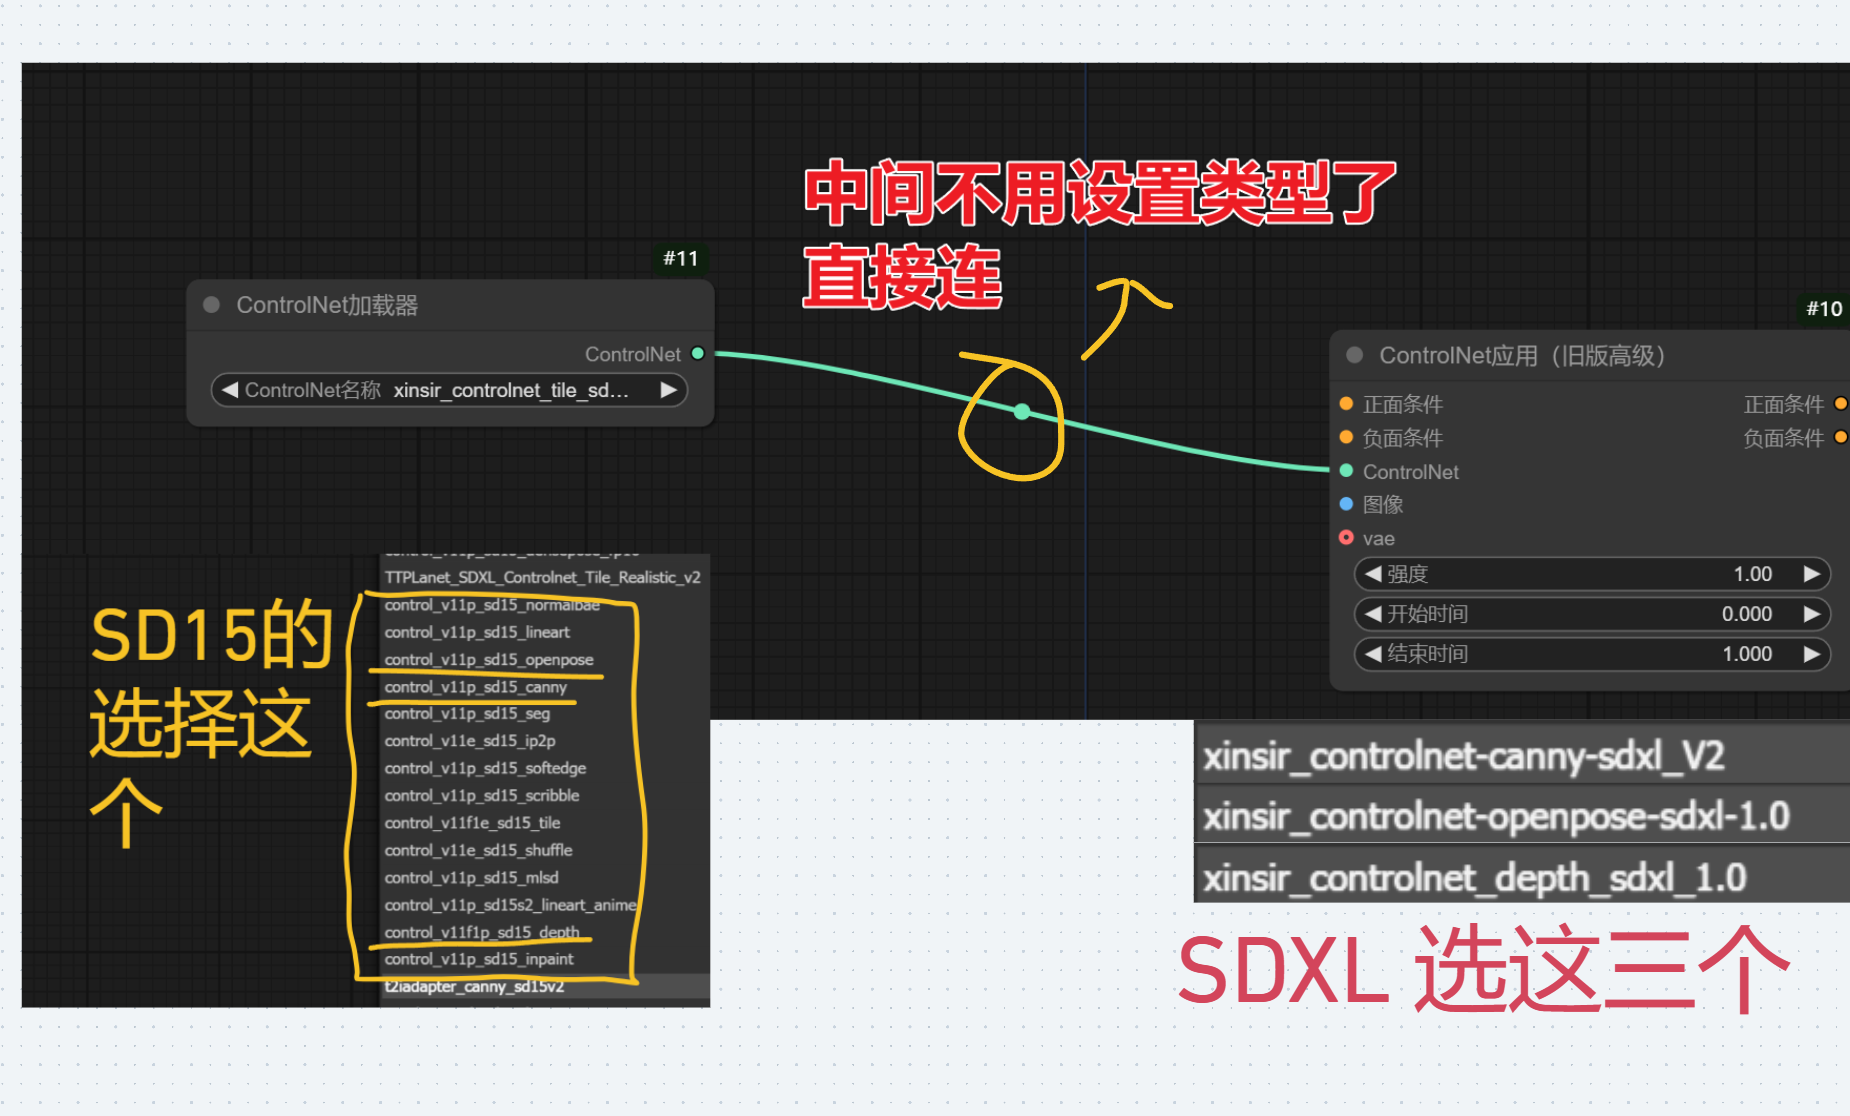 中间不用设置类型了
直接连
#11
ControlNet加载器
ControlNet
ControlNet名称 xinsir_controlnet_tile_sd...
#10
ControlNet应用（旧版高级）
正面条件 正面条件
负面条件 负面条件
ControlNet
图像
vae
强度 1.00
开始时间 0.000
结束时间 1.000
SD15的
选择这
个
TTPLanet_SDXL_Controlnet_Tile_Realistic_v2
control_v11p_sd15_normalbae
control_v11p_sd15_lineart
control_v11p_sd15_openpose
control_v11p_sd15_canny
control_v11p_sd15_seg
control_v11e_sd15_ip2p
control_v11p_sd15_softedge
control_v11p_sd15_scribble
control_v11f1e_sd15_tile
control_v11e_sd15_shuffle
control_v11p_sd15_mlsd
control_v11p_sd15s2_lineart_anime
control_v11f1p_sd15_depth
control_v11p_sd15_inpaint
t2iadapter_canny_sd15v2
xinsir_controlnet-canny-sdxl_V2
xinsir_controlnet-openpose-sdxl-1.0
xinsir_controlnet_depth_sdxl_1.0
SDXL 选这三个